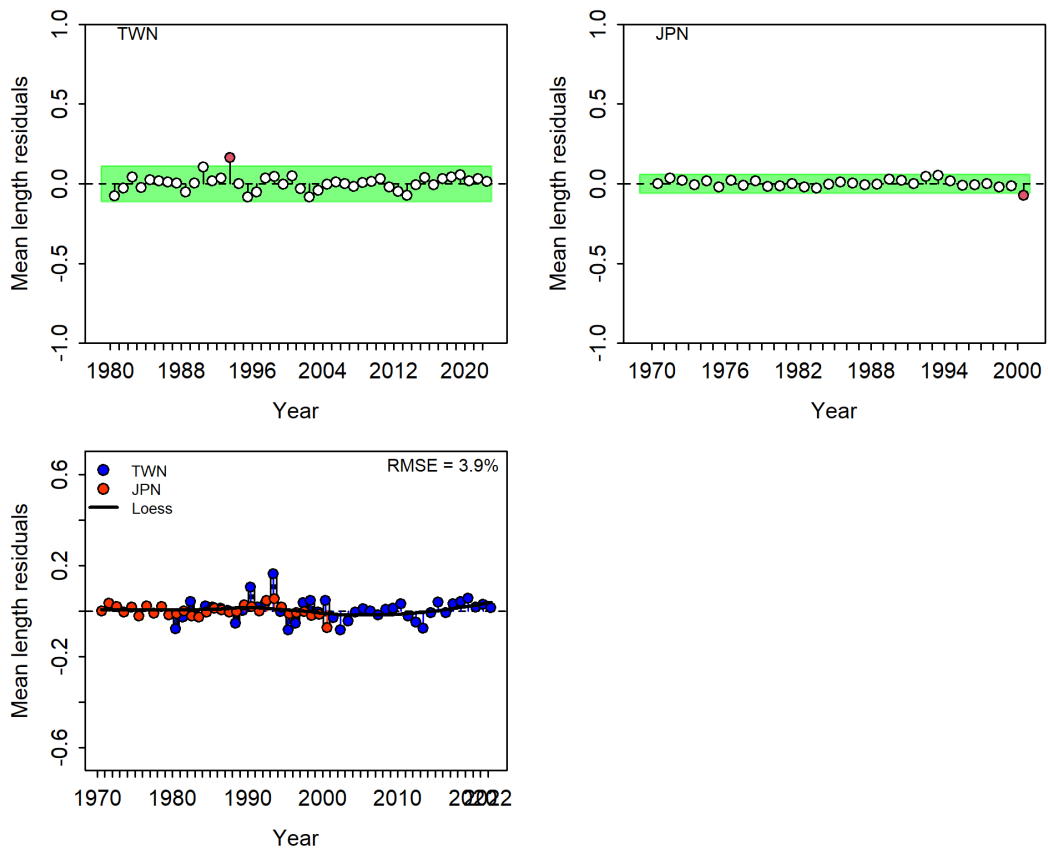 1.0
0.5
0.0
-0.5
-1.0
Mean length residuals
TWN
1980 1988 1996 2004 2012 2020
Year
1.0
0.5
0.0
-0.5
-1.0
Mean length residuals
JPN
1970 1976 1982 1988 1994 2000
Year
0.6
0.2
-0.2
-0.6
Mean length residuals
TWN
JPN
Loess
RMSE = 3.9%
1970 1980 1990 2000 2010 2020 2022
Year